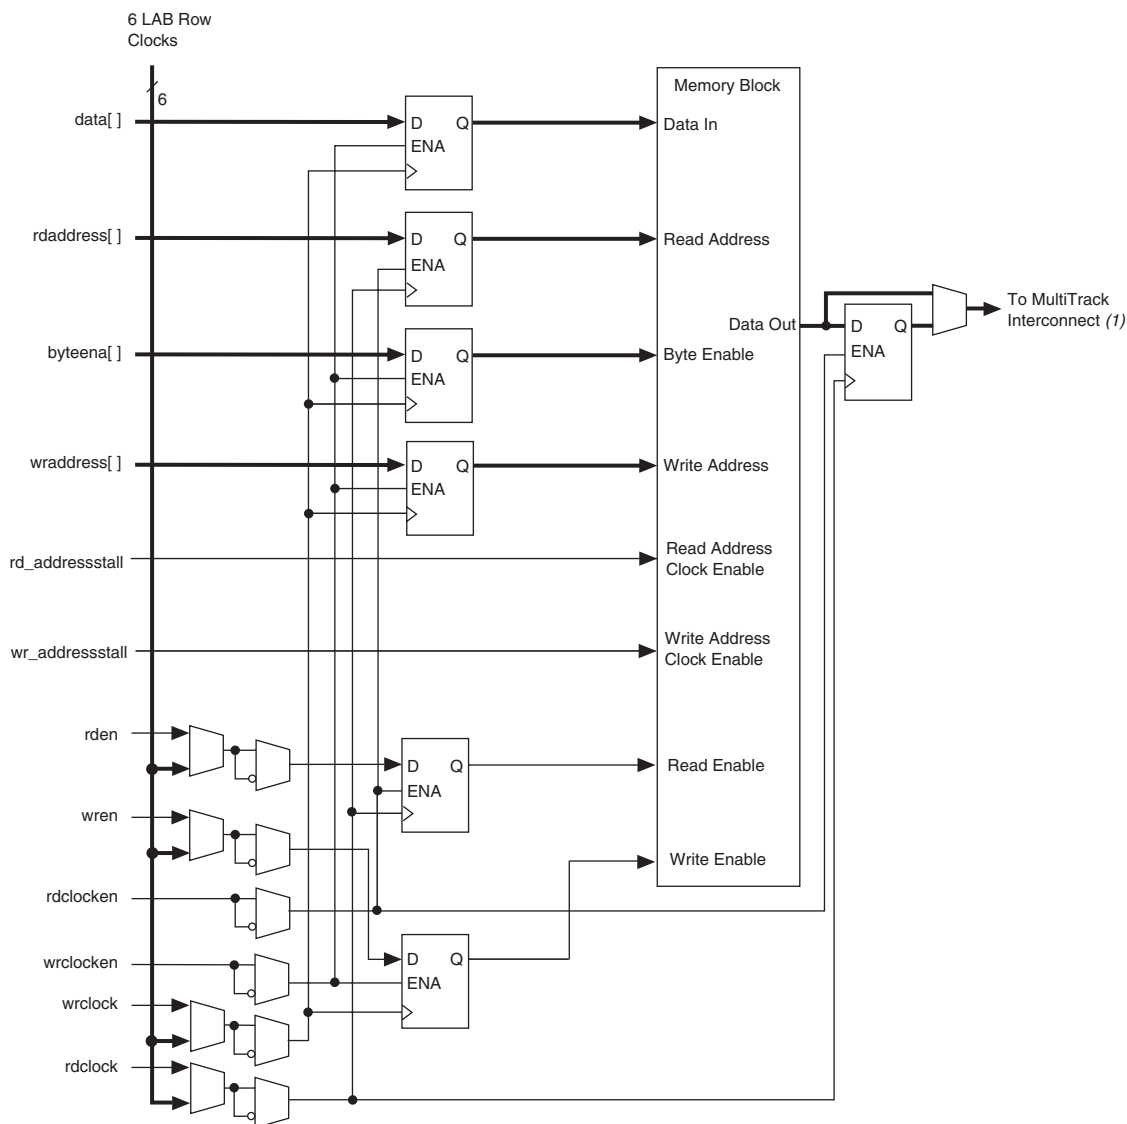 6 LAB Row
Clocks
6
Memory Block
data[ ]
D Q
ENA
Data In
rdaddress[ ]
D Q
ENA
Read Address
To MultiTrack
Interconnect (1)
Data Out
D Q
ENA
byteena[ ]
D Q
ENA
Byte Enable
wraddress[ ]
D Q
ENA
Write Address
rd_addressstall
Read Address
Clock Enable
wr_addressstall
Write Address
Clock Enable
rden
D Q
ENA
Read Enable
wren
Write Enable
rdclocken
wrclocken
D Q
ENA
wrclock
rdclock